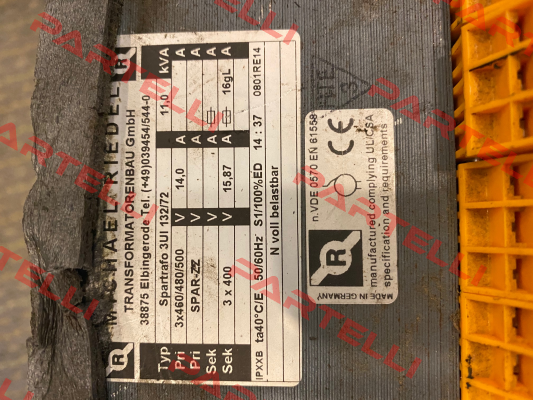 MICHAEL RIEDEL
TRANSFORMATORENBAU GmbH
38875 Elbingerode Tel. (+49)039454/544-0
Typ Spartrafo 3UI 132/72 11.0 kVA
Pri 3x460/480/500 V 14,0 A A
Pri SPAR-ZZ V A A
Sek V A A
Sek 3 x 400 V 15,87 A 16gL A
IPXXB ta40°C/E 50/60Hz S1/100%ED 14 : 37 0801RE14
N voll belastbar
n.VDE 0570 EN 61558
CE
manufactured complying UL/CSA
specification and requirements
R
MADE IN GERMANY
PARTELLI